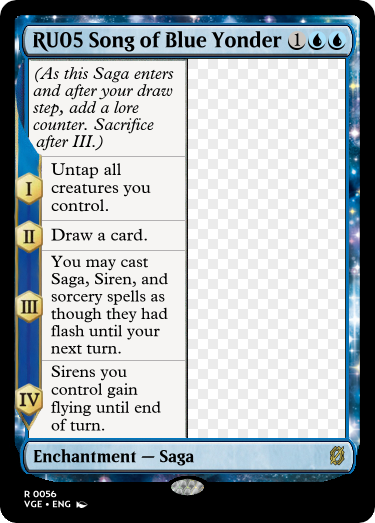 RU05 Song of Blue Yonder 1
(As this Saga enters
and after your draw
step, add a lore
counter. Sacrifice
after III.)
I
Untap all
creatures you
control.
II
Draw a card.
III
You may cast
Saga, Siren, and
sorcery spells as
though they had
flash until your
next turn.
IV
Sirens you
control gain
flying until end
of turn.
Enchantment — Saga
R 0056
VGE • ENG